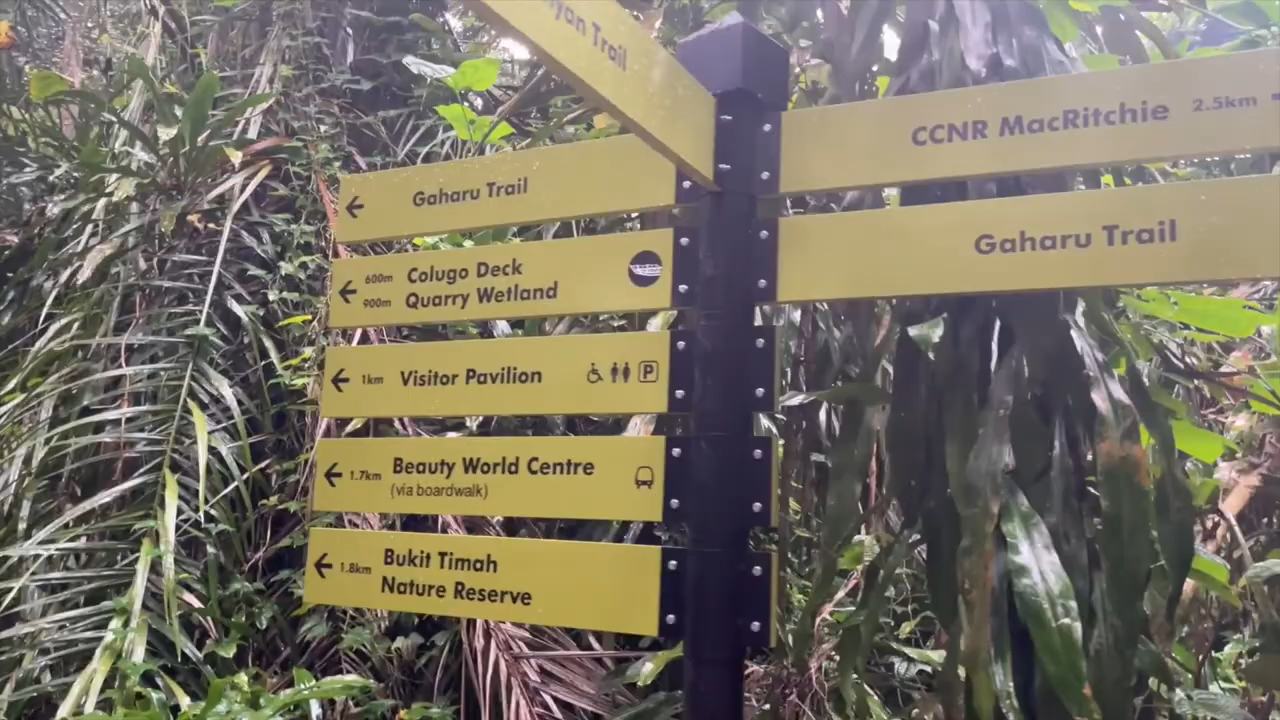 Trail
Gaharu Trail
600m Colugo Deck
900m Quarry Wetland
1km Visitor Pavilion P
1.7km Beauty World Centre
(via boardwalk)
1.8km Bukit Timah
Nature Reserve
CCNR MacRitchie 2.5km
Gaharu Trail